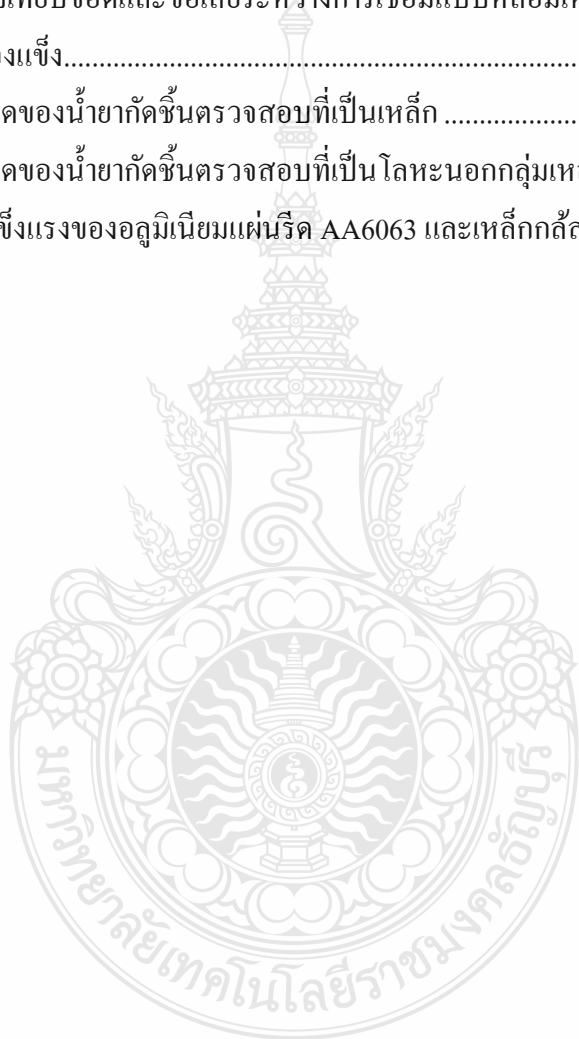 เทียบข้อดีและข้อเสียระหว่างการเชื่อมแบบหลอม
องแข็ง................................................................
ดของน้ำยากัดชิ้นตรวจสอบที่เป็นเหล็ก ..................
ดของน้ำยากัดชิ้นตรวจสอบที่เป็นโลหะนอกกลุ่มเห
ข็งแรงของอลูมิเนียมแผ่นรีด AA6063 และเหล็กกล้
มหาวิทยาลัยเทคโนโลยีราชมงคลธัญบุรี